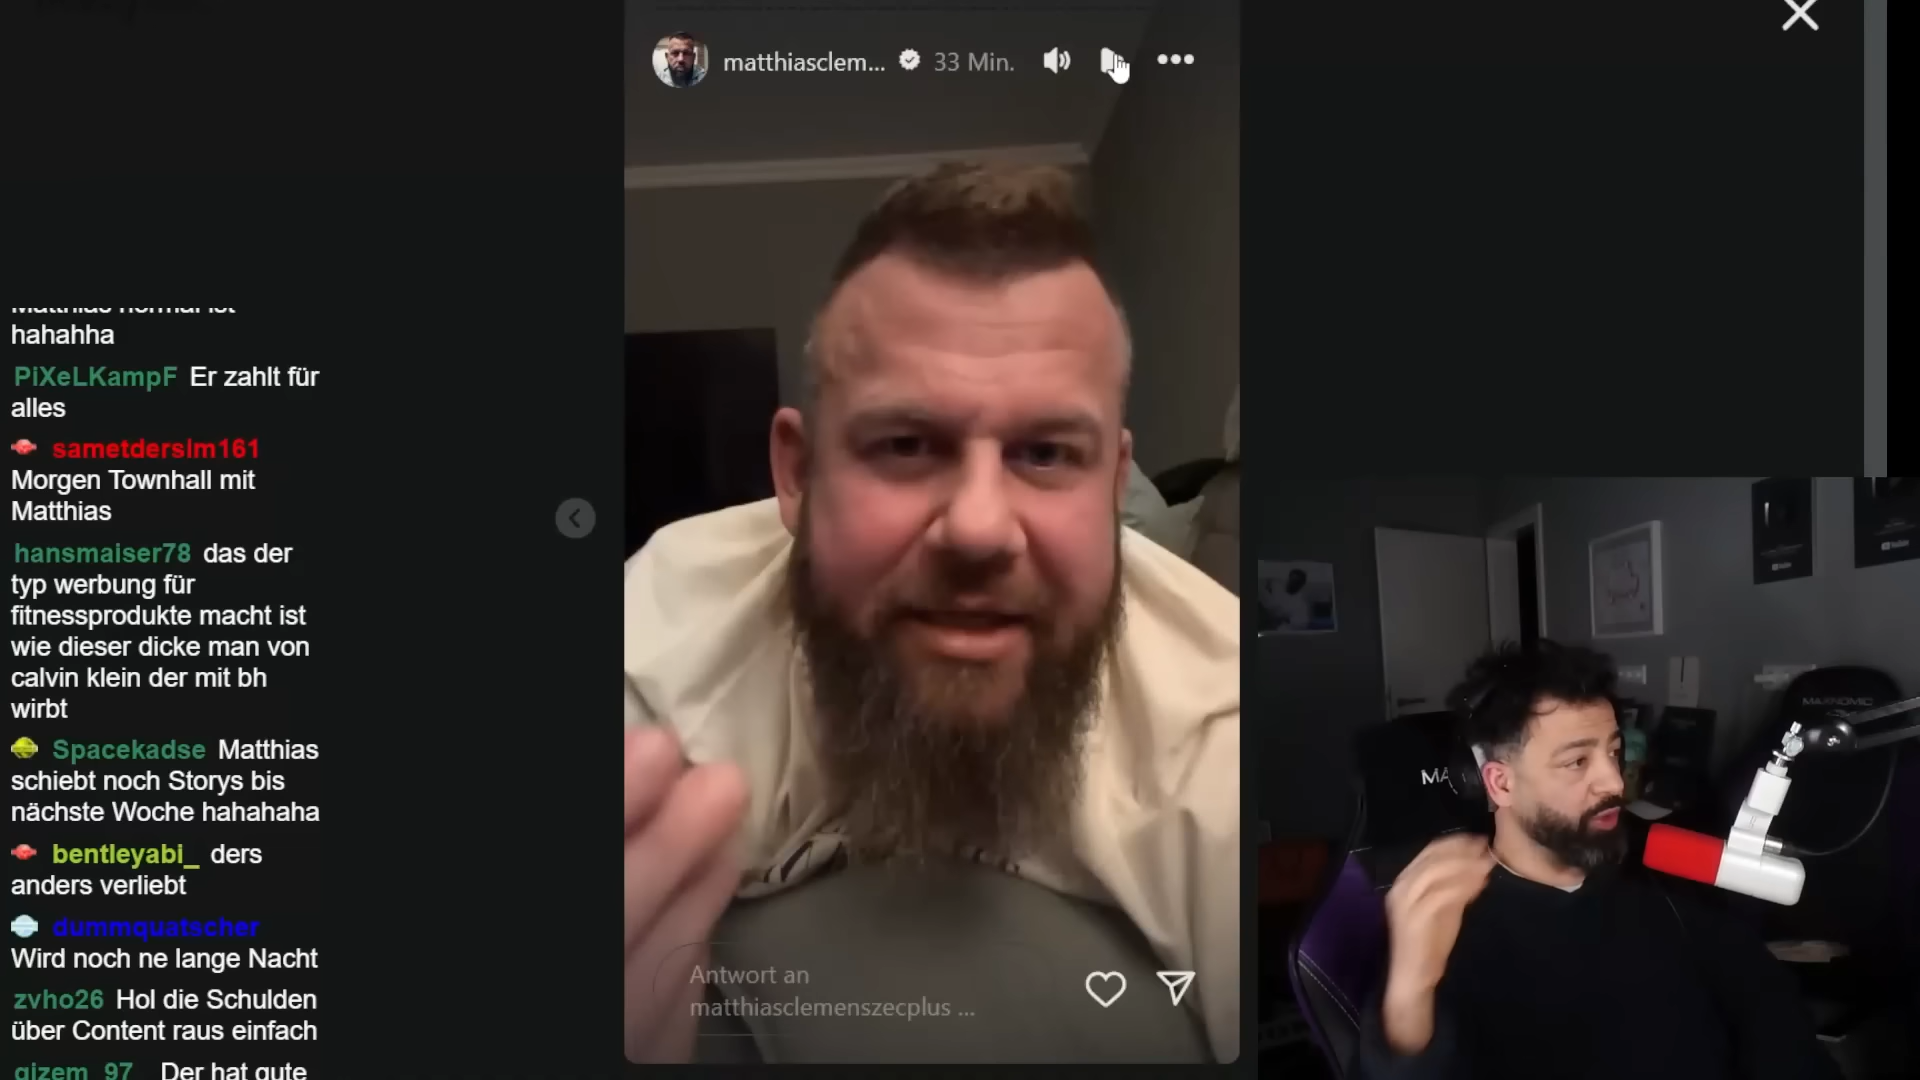 matthiasclem... 33 Min.
hahahha
PiXeLKampF Er zahlt für
alles
sametderslm161
Morgen Townhall mit
Matthias
hansmaiser78 das der
typ werbung für
fitnessprodukte macht ist
wie dieser dicke man von
calvin klein der mit bh
wirbt
Spacekadse Matthias
schiebt noch Storys bis
nächste Woche hahahaha
bentleyabi_ ders
anders verliebt
dummquatscher
Wird noch ne lange Nacht
zvho26 Hol die Schulden
über Content raus einfach
gizem_97 Der hat gute
Antwort an
matthiasclemenszecplus ...
MAXNOMIC
MA